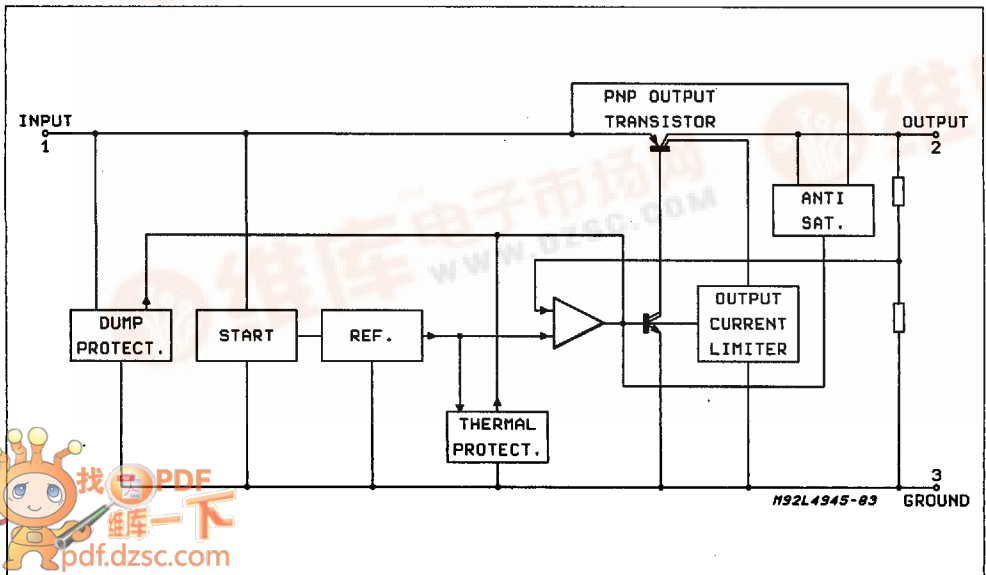 PNP OUTPUT
TRANSISTOR
INPUT
1
OUTPUT
2
维库电子市场网
WWW.DZSC.COM
维
ANTI
SAT.
DUMP
PROTECT.
START
REF.
OUTPUT
CURRENT
LIMITER
THERMAL
PROTECT.
3
M92L4945-03
GROUND
找PDF
维库一下
pdf.dzsc.com